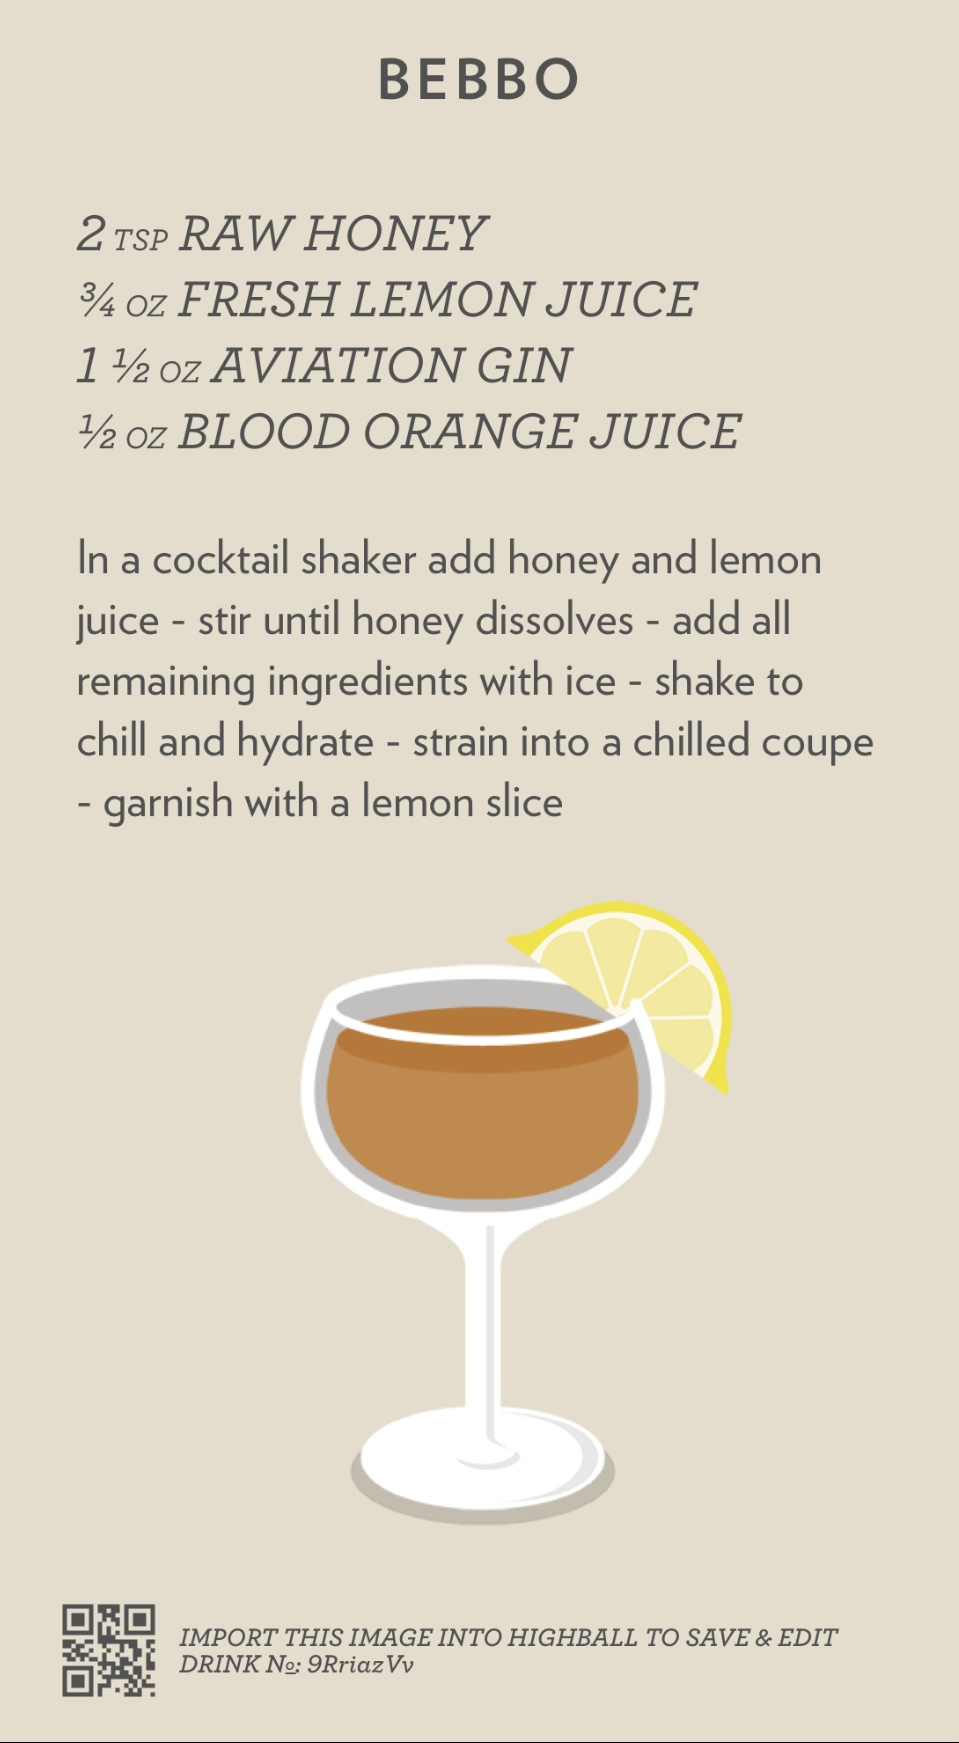 BEBBO
2 TSP RAW HONEY
¾ OZ FRESH LEMON JUICE
1 ½ OZ AVIATION GIN
½ OZ BLOOD ORANGE JUICE
In a cocktail shaker add honey and lemon
juice - stir until honey dissolves - add all
remaining ingredients with ice - shake to
chill and hydrate - strain into a chilled coupe
- garnish with a lemon slice
IMPORT THIS IMAGE INTO HIGHBALL TO SAVE & EDIT
DRINK Nº: 9RriazVv